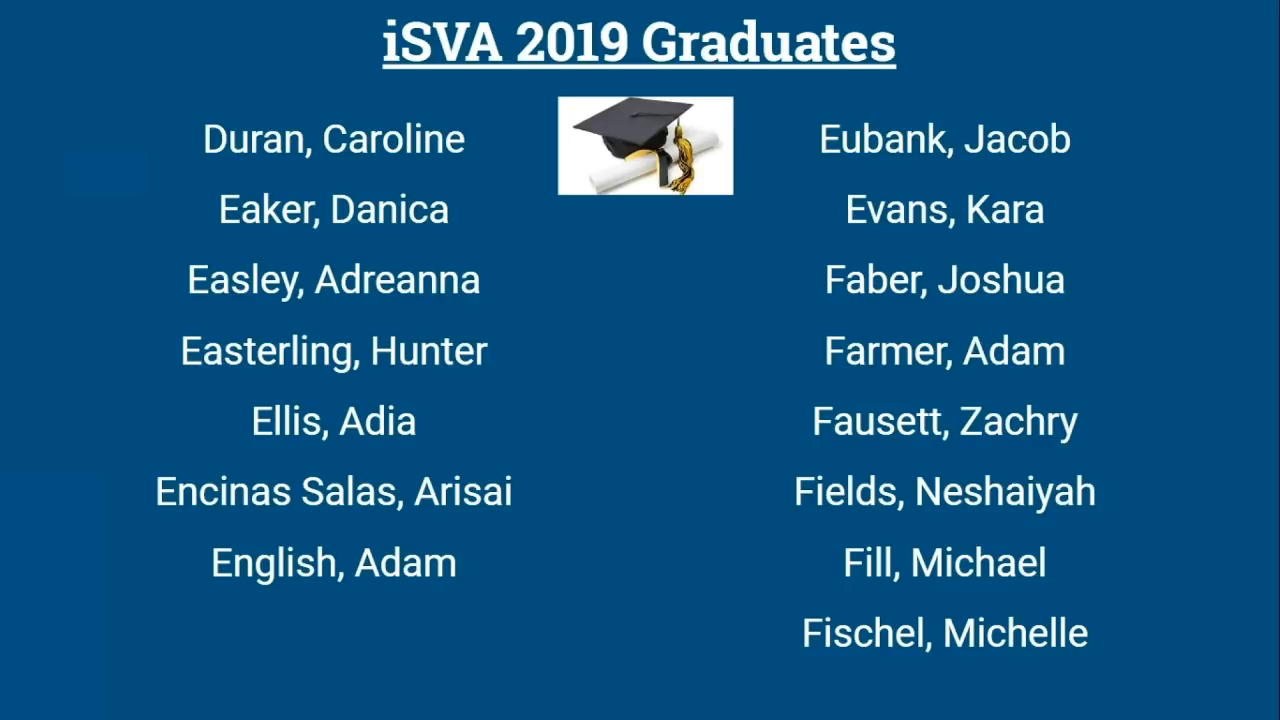 iSVA 2019 Graduates
Duran, Caroline
Eaker, Danica
Easley, Adreanna
Easterling, Hunter
Ellis, Adia
Encinas Salas, Arisai
English, Adam
Eubank, Jacob
Evans, Kara
Faber, Joshua
Farmer, Adam
Fausett, Zachry
Fields, Neshaiyah
Fill, Michael
Fischel, Michelle